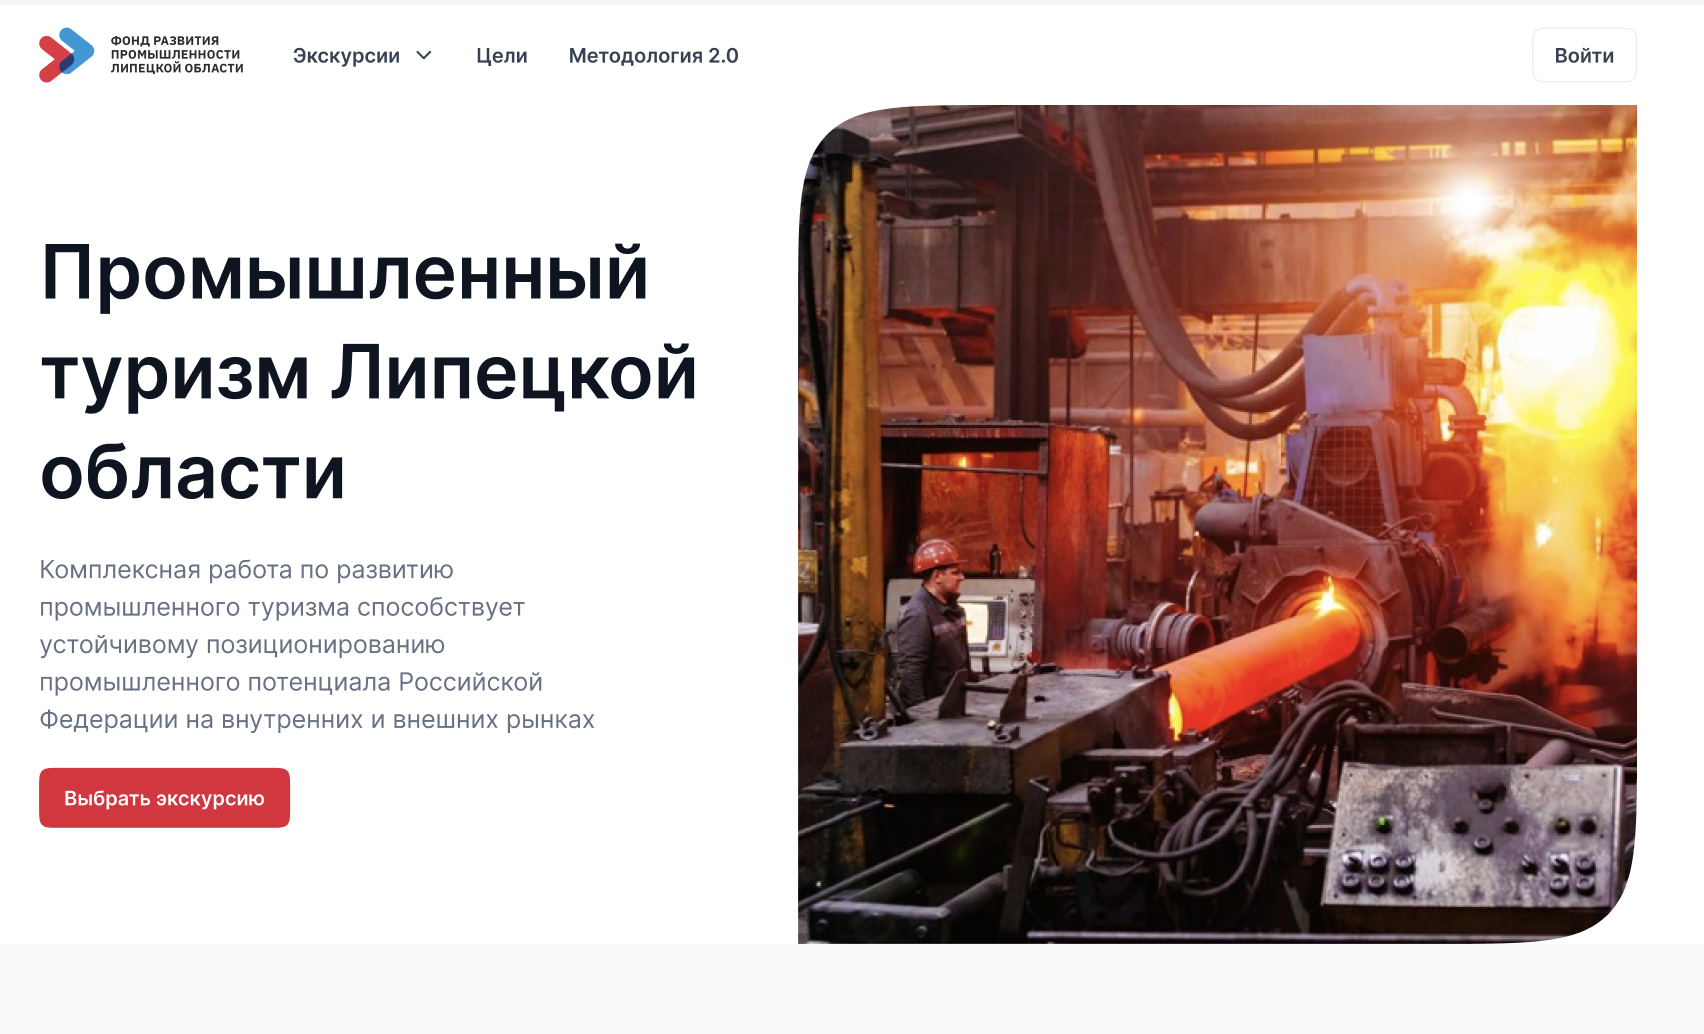 ФОНД РАЗВИТИЯ
ПРОМЫШЛЕННОСТИ
ЛИПЕЦКОЙ ОБЛАСТИ
Экскурсии
Цели
Методология 2.0
Войти
Промышленный
туризм Липецкой
области
Комплексная работа по развитию
промышленного туризма способствует
устойчивому позиционированию
промышленного потенциала Российской
Федерации на внутренних и внешних рынках
Выбрать экскурсию